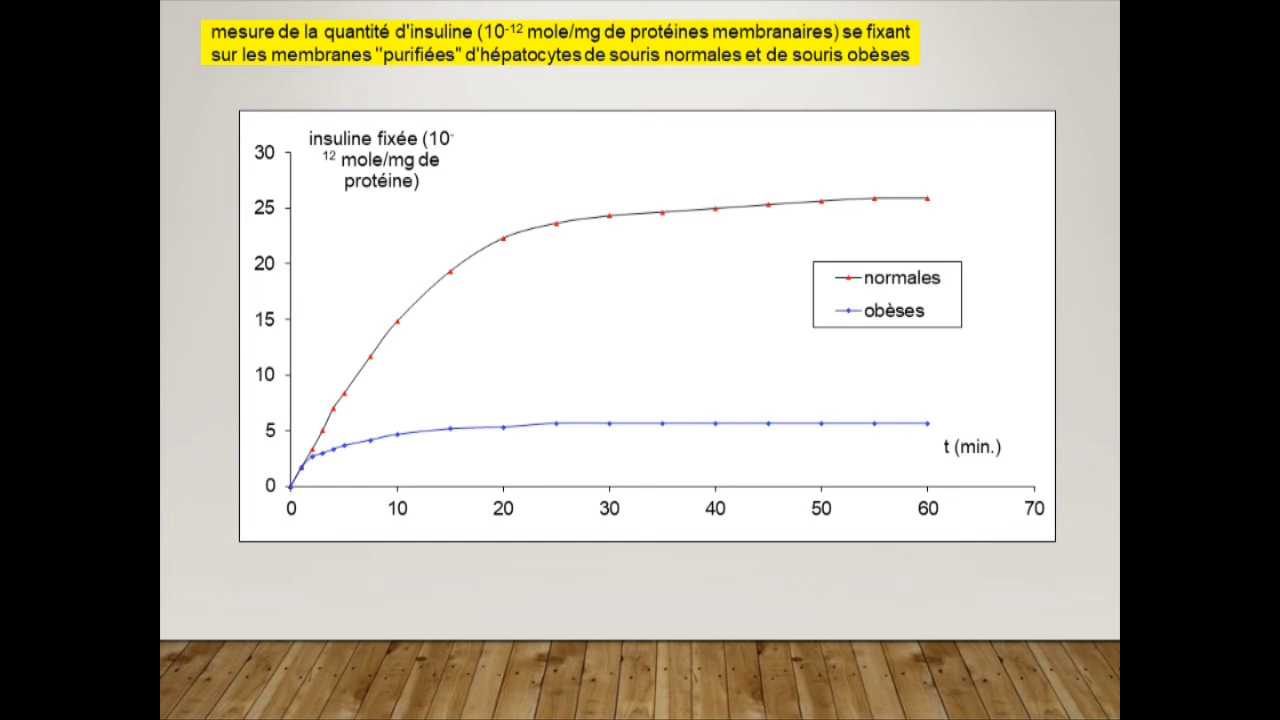 mesure de la quantité d'insuline (10-12 mole/mg de protéines membranaires) se fixant
sur les membranes "purifiées" d'hépatocytes de souris normales et de souris obèses
insuline fixée (10-
12 mole/mg de
protéine)
30
25
20
15
10
5
0
normales
obèses
t (min.)
0 10 20 30 40 50 60 70